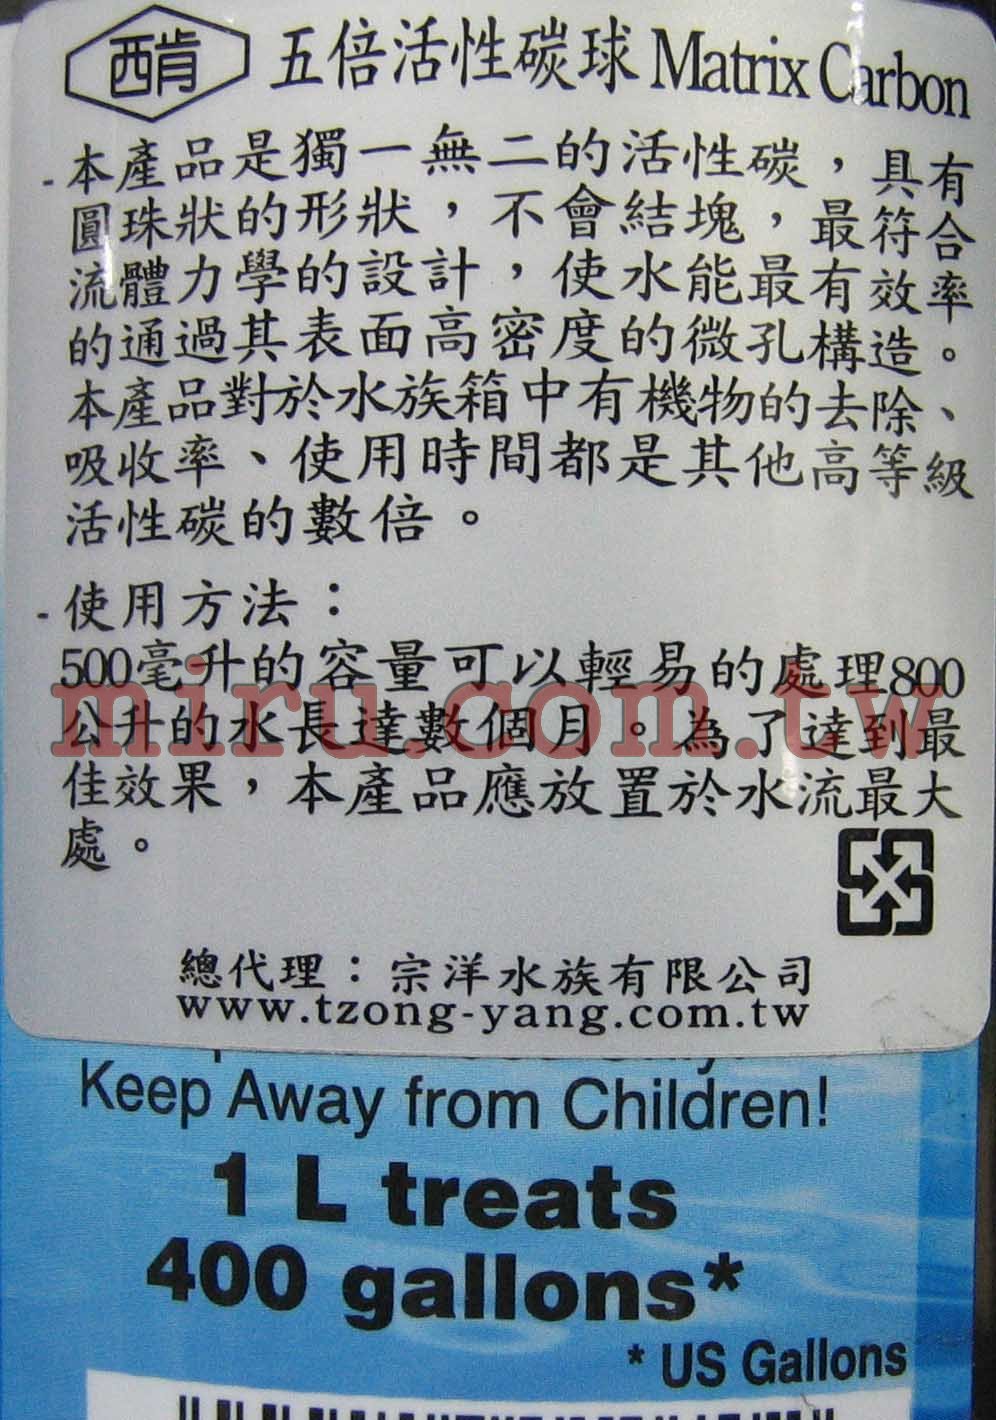 西肯 五倍活性碳球 Matrix Carbon
- 本產品是獨一無二的活性碳，具有
圓珠狀的形狀，不會結塊，最符合
流體力學的設計，使水能最有效率
的通過其表面高密度的微孔構造。
本產品對於水族箱中有機物的去除、
吸收率、使用時間都是其他高等級
活性碳的數倍。
- 使用方法：
500毫升的容量可以輕易的處理800
公升的水長達數個月。為了達到最
佳效果，本產品應放置於水流最大
處。
miru.com.tw
總代理：宗洋水族有限公司
www.tzong-yang.com.tw
Keep Away from Children!
1 L treats
400 gallons*
* US Gallons